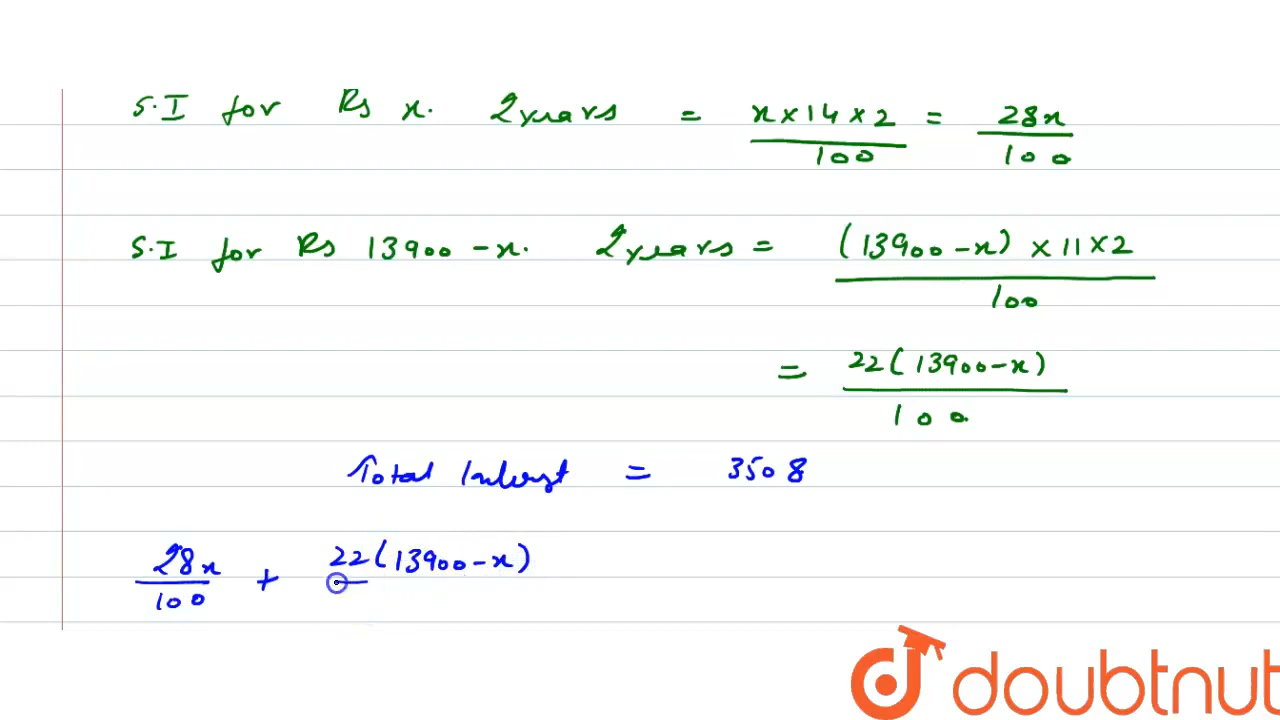 S.I for Rs x. 2years = x×14×2/100 = 28x/100
S.I for Rs 13900-x. 2years = (13900-x)×11×2/100
= 22(13900-x)/100
Total Interest = 3508
28x/100 + 22(13900-x)
doubtnut